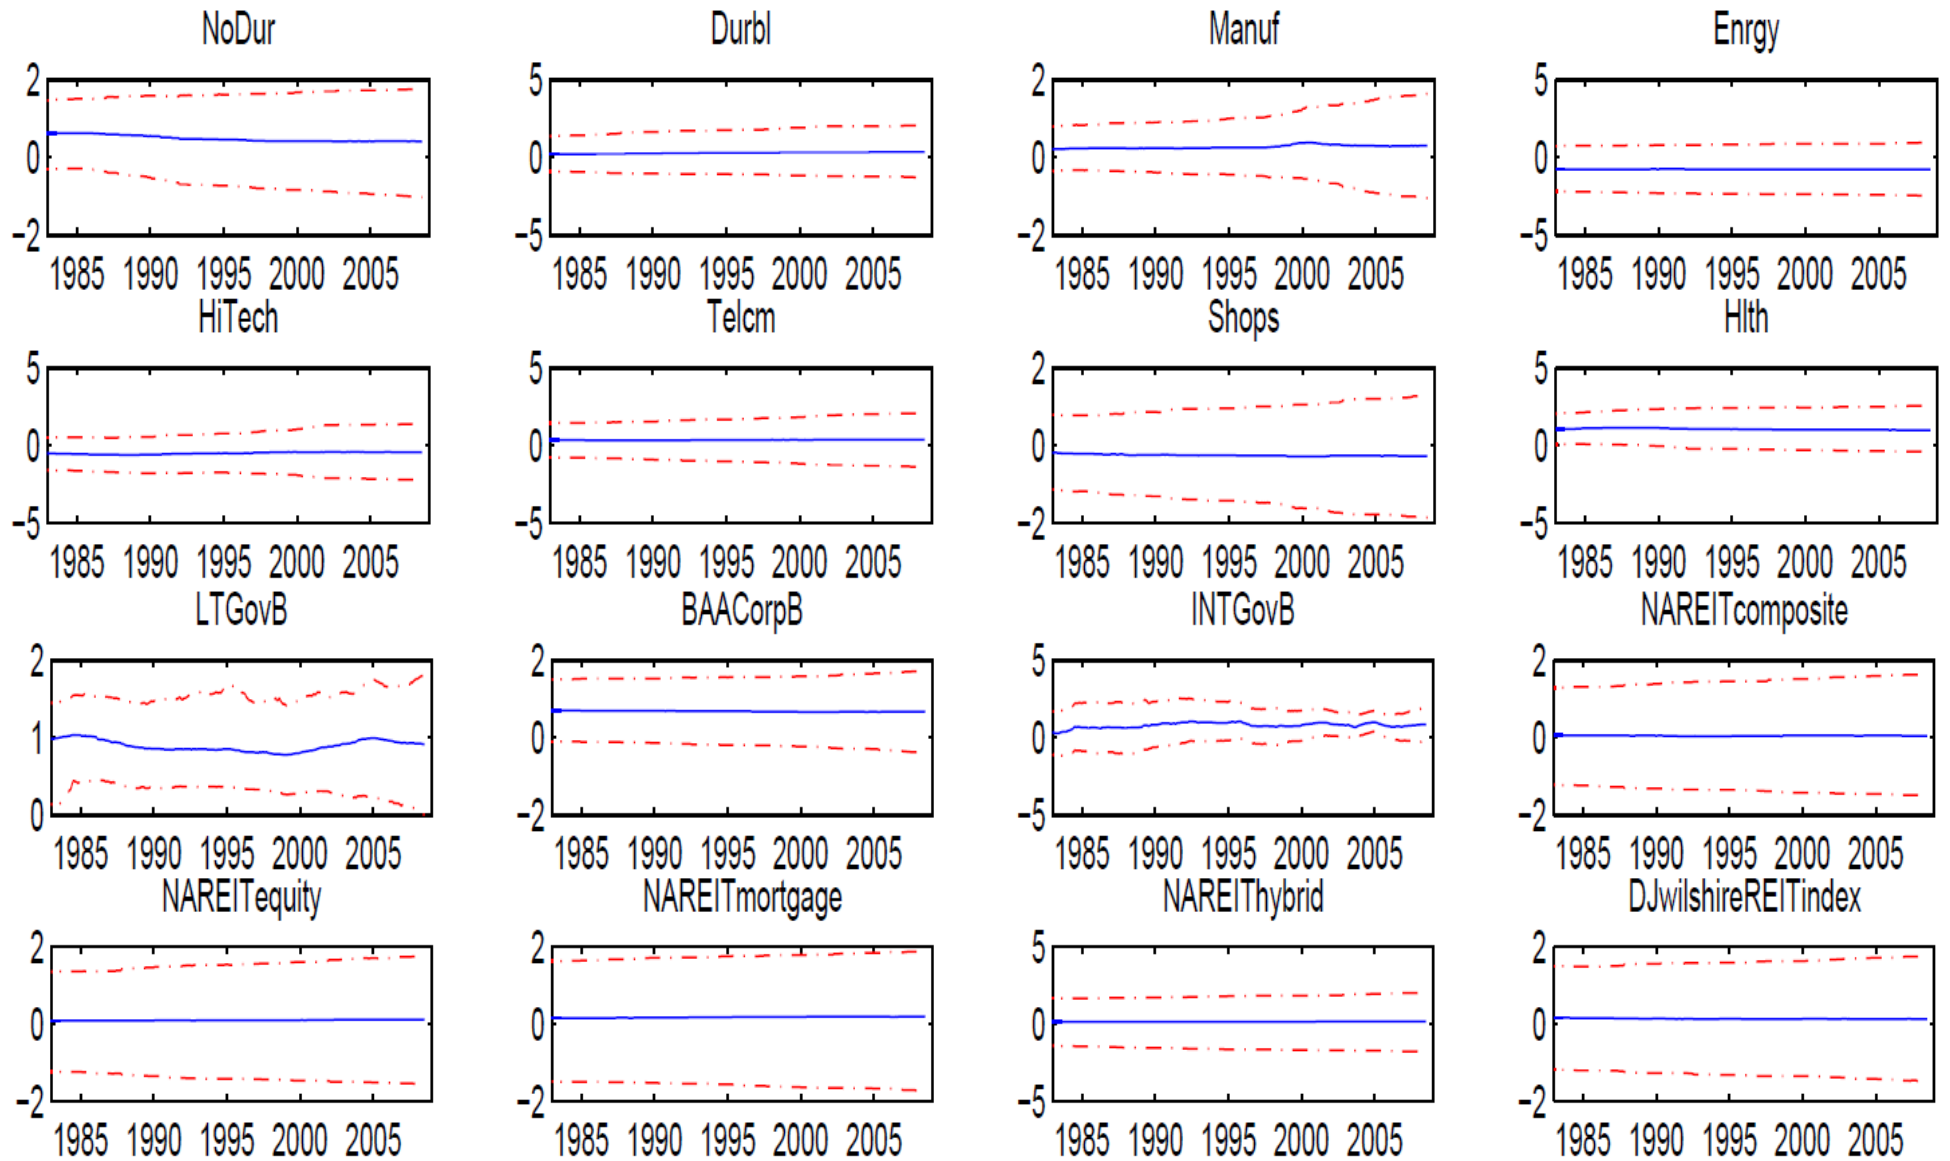 NoDur Durbl Manuf Enrgy
2 5 2 5
0 0 0 0
−2 −5 −2 −5
1985 1990 1995 2000 2005 1985 1990 1995 2000 2005 1985 1990 1995 2000 2005 1985 1990 1995 2000 2005
HiTech Telcm Shops Hlth
5 5 2 5
0 0 0 0
−5 −5 −2 −5
1985 1990 1995 2000 2005 1985 1990 1995 2000 2005 1985 1990 1995 2000 2005 1985 1990 1995 2000 2005
LTGovB BAACorpB INTGovB NAREITcomposite
2 2 5 2
1 0 0 0
0 −2 −5 −2
1985 1990 1995 2000 2005 1985 1990 1995 2000 2005 1985 1990 1995 2000 2005 1985 1990 1995 2000 2005
NAREITequity NAREITmortgage NAREIThybrid DJwilshireREITindex
2 2 5 2
0 0 0 0
−2 −2 −5 −2
1985 1990 1995 2000 2005 1985 1990 1995 2000 2005 1985 1990 1995 2000 2005 1985 1990 1995 2000 2005